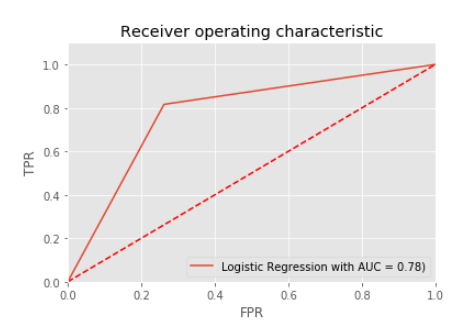 Receiver operating characteristic
1.0
0.8
0.6
0.4
0.2
0.0
TPR
0.0 0.2 0.4 0.6 0.8 1.0
FPR
Logistic Regression with AUC = 0.78)